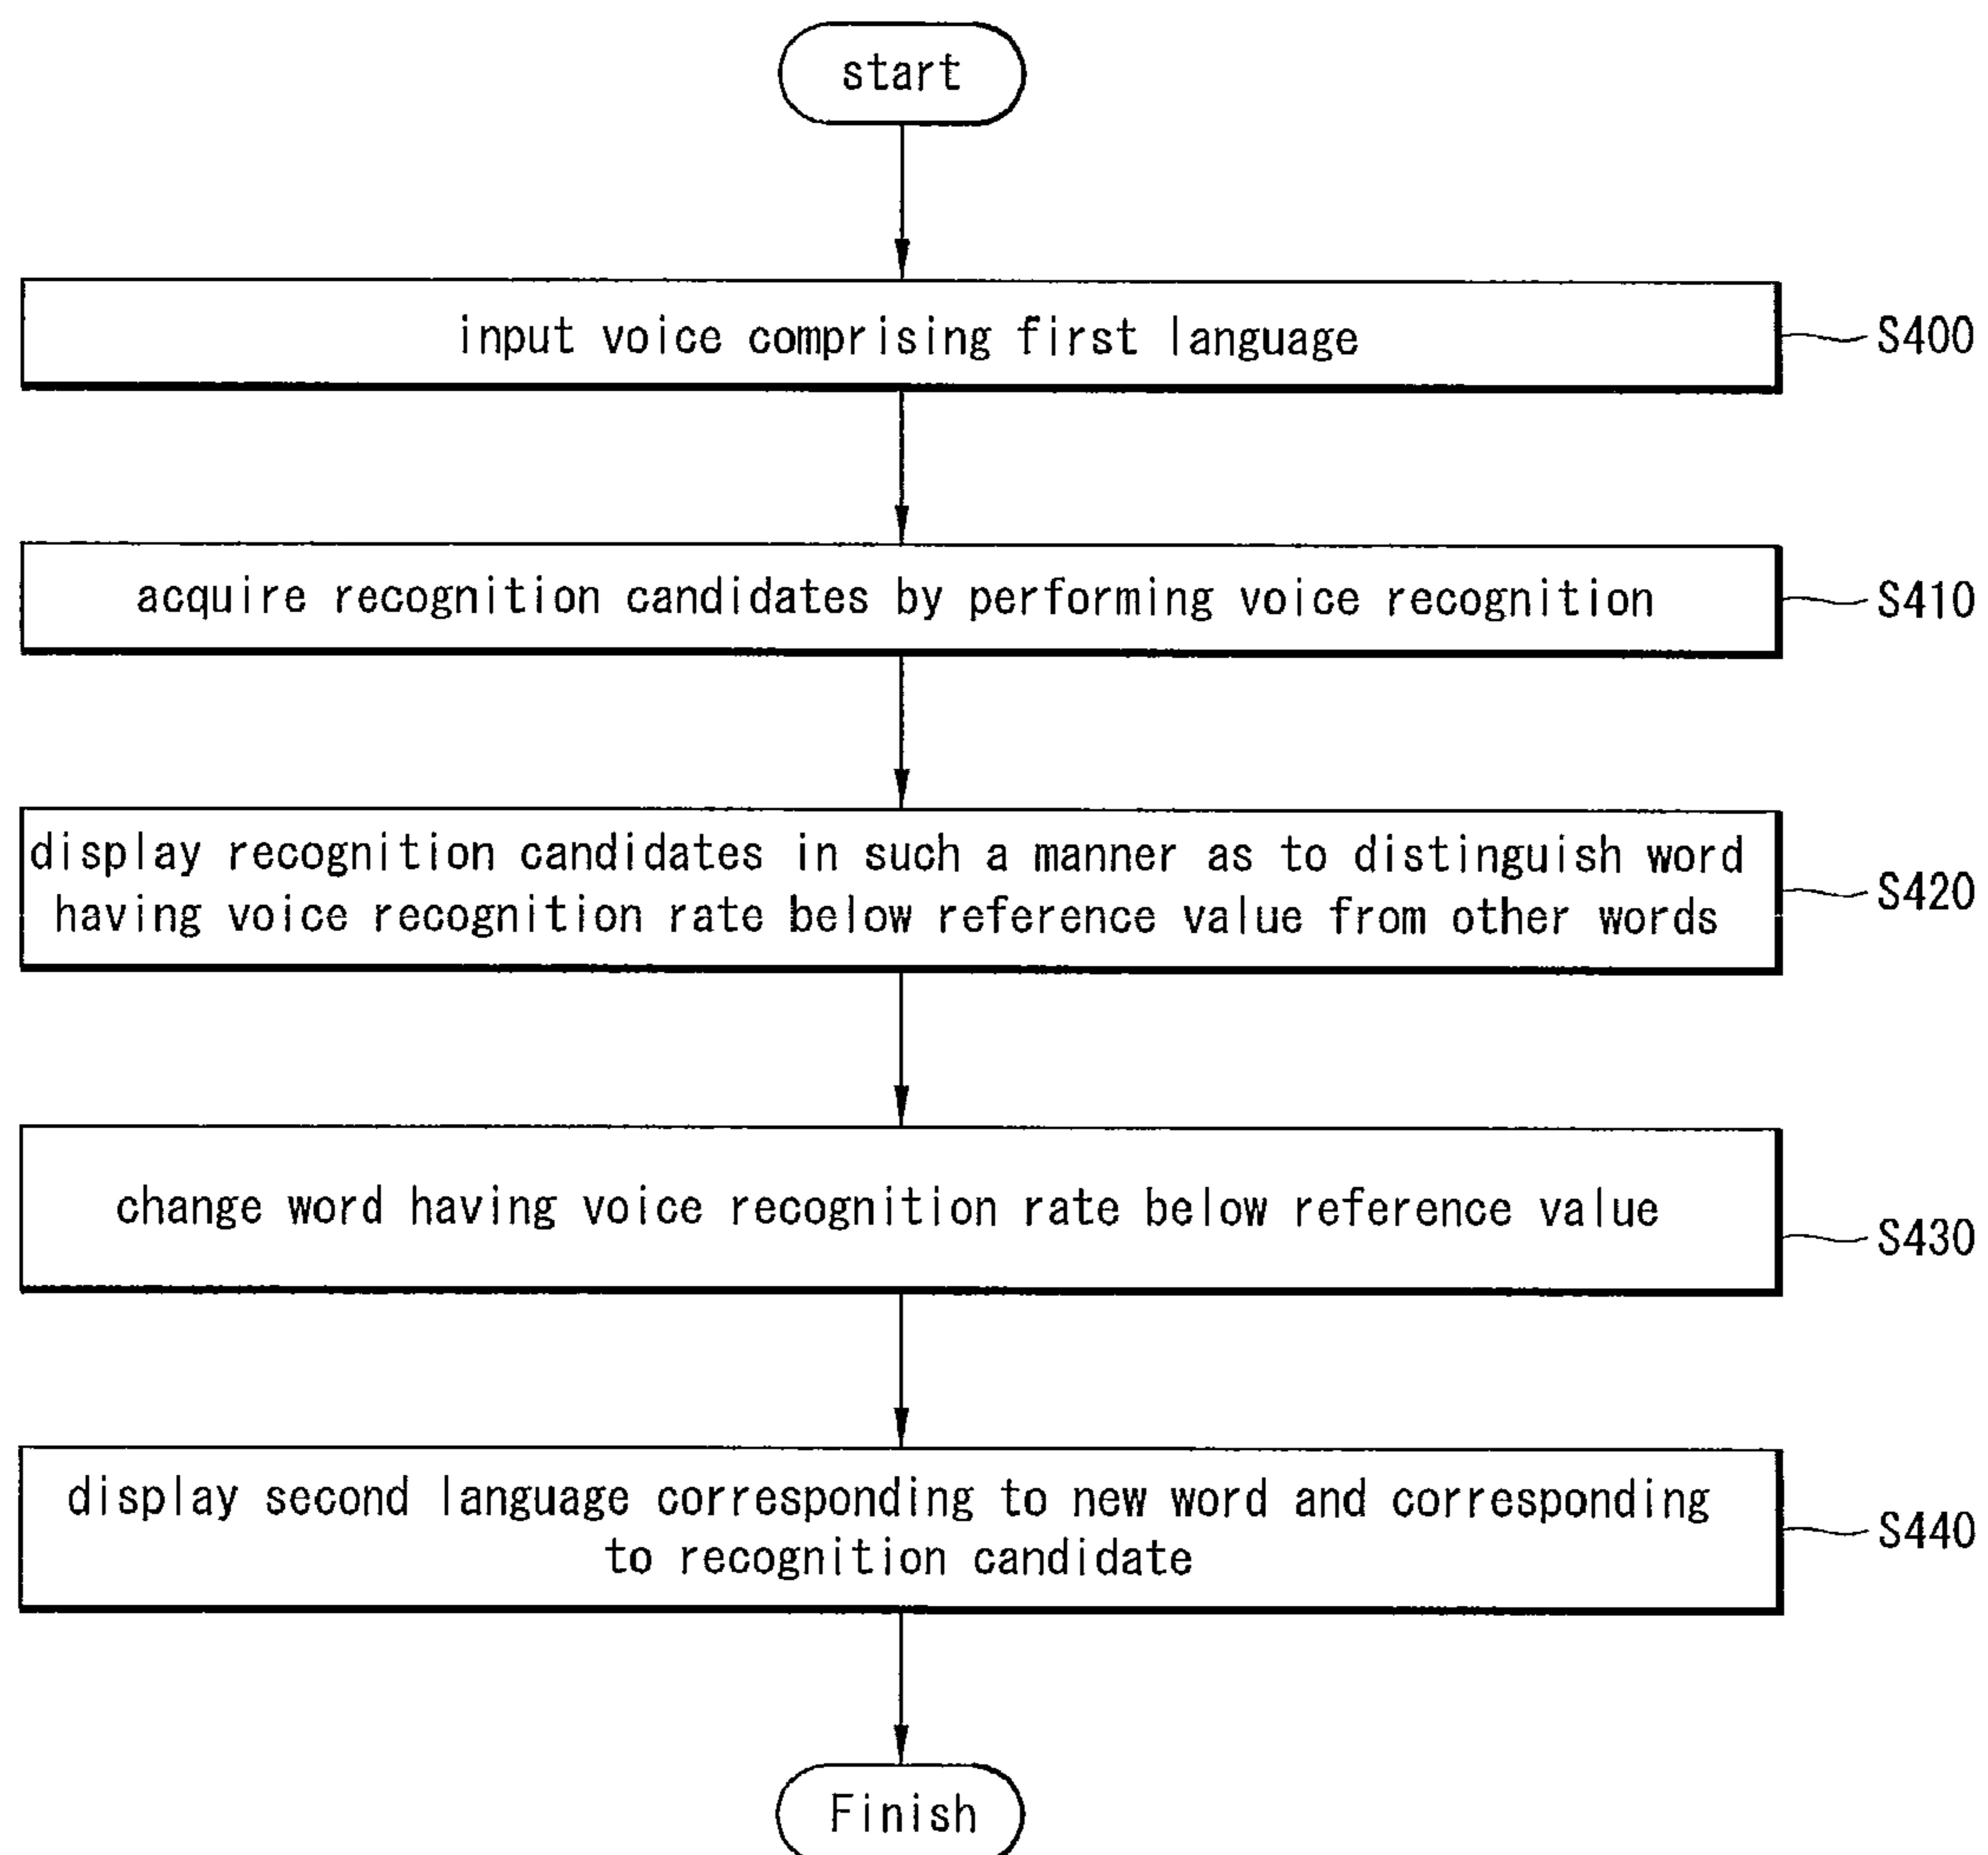 start
input voice comprising first language
S400
acquire recognition candidates by performing voice recognition
S410
display recognition candidates in such a manner as to distinguish word
having voice recognition rate below reference value from other words
S420
change word having voice recognition rate below reference value
S430
display second language corresponding to new word and corresponding
to recognition candidate
S440
Finish